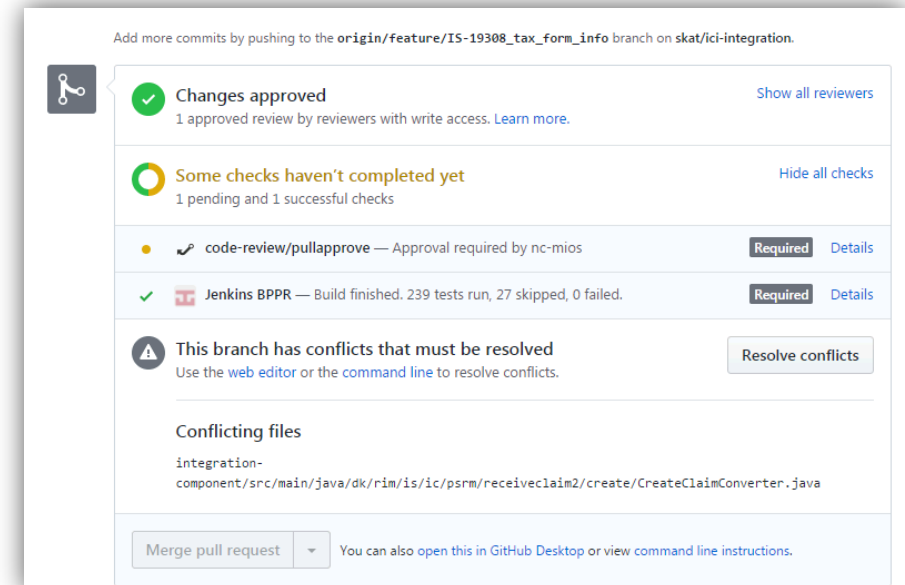 Add more commits by pushing to the origin/feature/IS-19308_tax_form_info branch on skat/ici-integration.
Changes approved
Show all reviewers
1 approved review by reviewers with write access. Learn more.
Some checks haven't completed yet
Hide all checks
1 pending and 1 successful checks
code-review/pullapprove — Approval required by nc-mios Required Details
Jenkins BPPR — Build finished. 239 tests run, 27 skipped, 0 failed. Required Details
This branch has conflicts that must be resolved
Resolve conflicts
Use the web editor or the command line to resolve conflicts.
Conflicting files
integration-
component/src/main/java/dk/rim/is/ic/psrm/receiveclaim2/create/CreateClaimConverter.java
Merge pull request You can also open this in GitHub Desktop or view command line instructions.